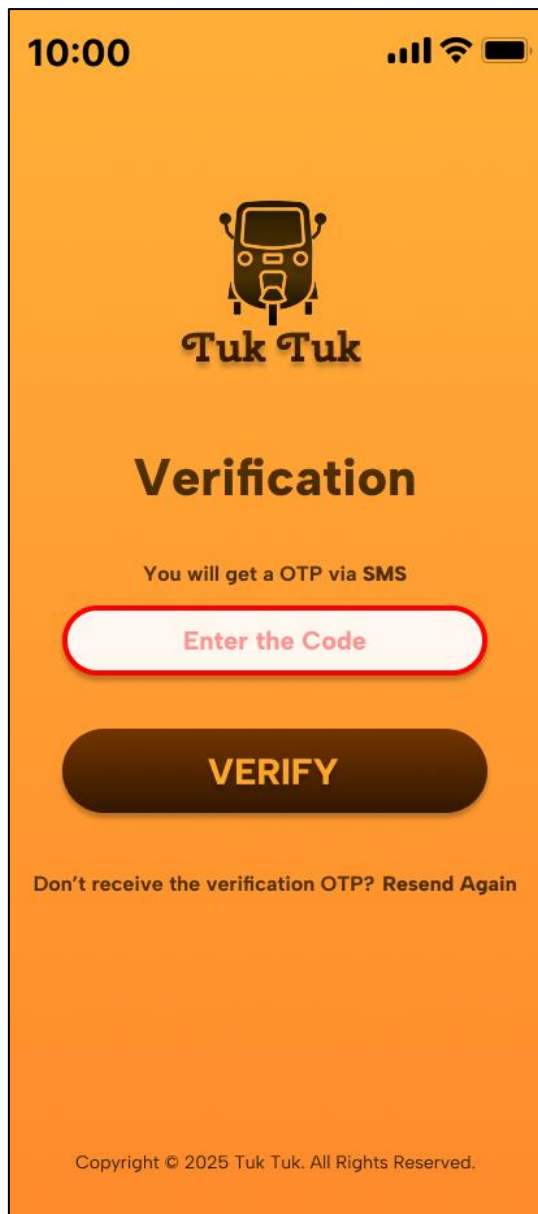 10:00
Tuk Tuk
Verification
You will get a OTP via SMS
Enter the Code
VERIFY
Don’t receive the verification OTP? Resend Again
Copyright © 2025 Tuk Tuk. All Rights Reserved.